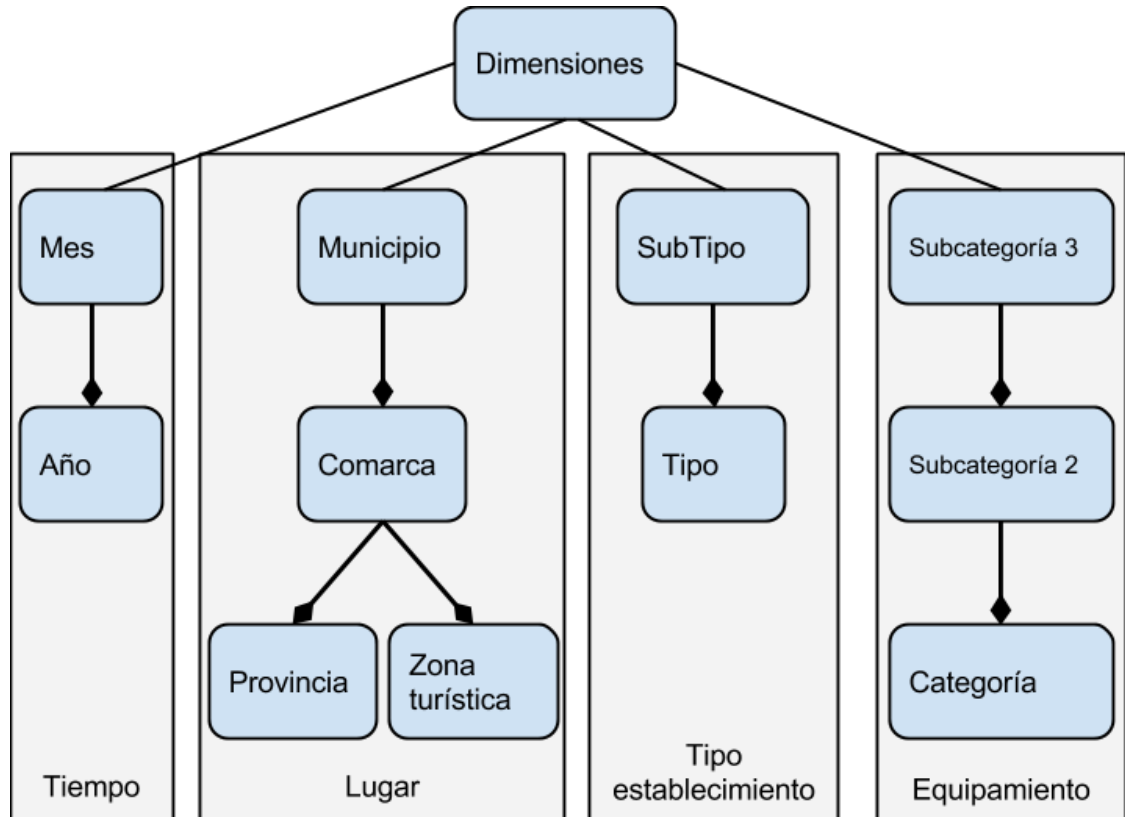 Dimensiones
Mes
Municipio
SubTipo
Subcategoría 3
Año
Comarca
Tipo
Subcategoría 2
Provincia
Zona
turística
Categoría
Tiempo
Lugar
Tipo
establecimiento
Equipamiento